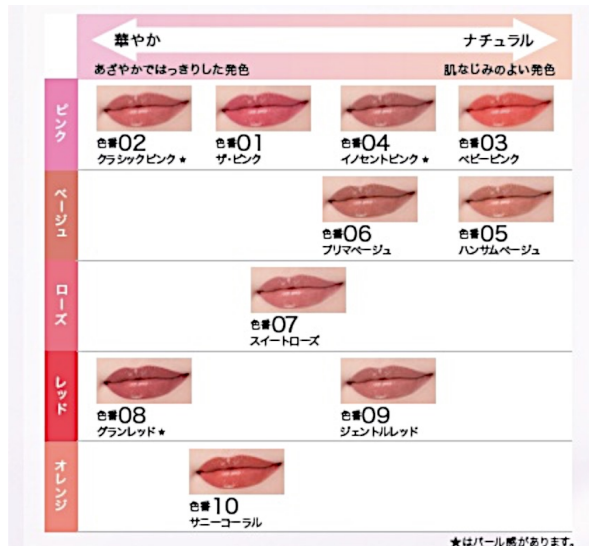 華やか
ナチュラル
あざやかではっきりした発色
肌なじみのよい発色
ピンク
色番02
クラシックピンク★
色番01
ザ・ピンク
色番04
イノセントピンク★
色番03
ベビーピンク
ベージュ
色番06
プリマベージュ
色番05
ハンサムベージュ
ローズ
色番07
スイートローズ
レッド
色番08
グランレッド★
色番09
ジェントルレッド
オレンジ
色番10
サニーコーラル
★はパール感があります。